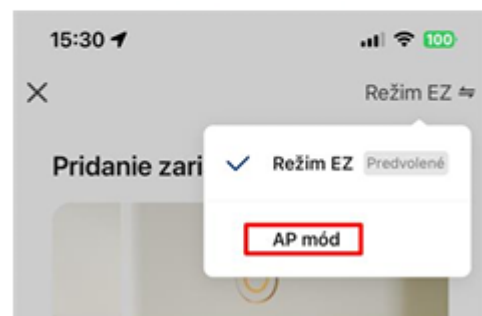 15:30
100
Režim EZ
Pridanie zari
Režim EZ Predvolené
AP mód